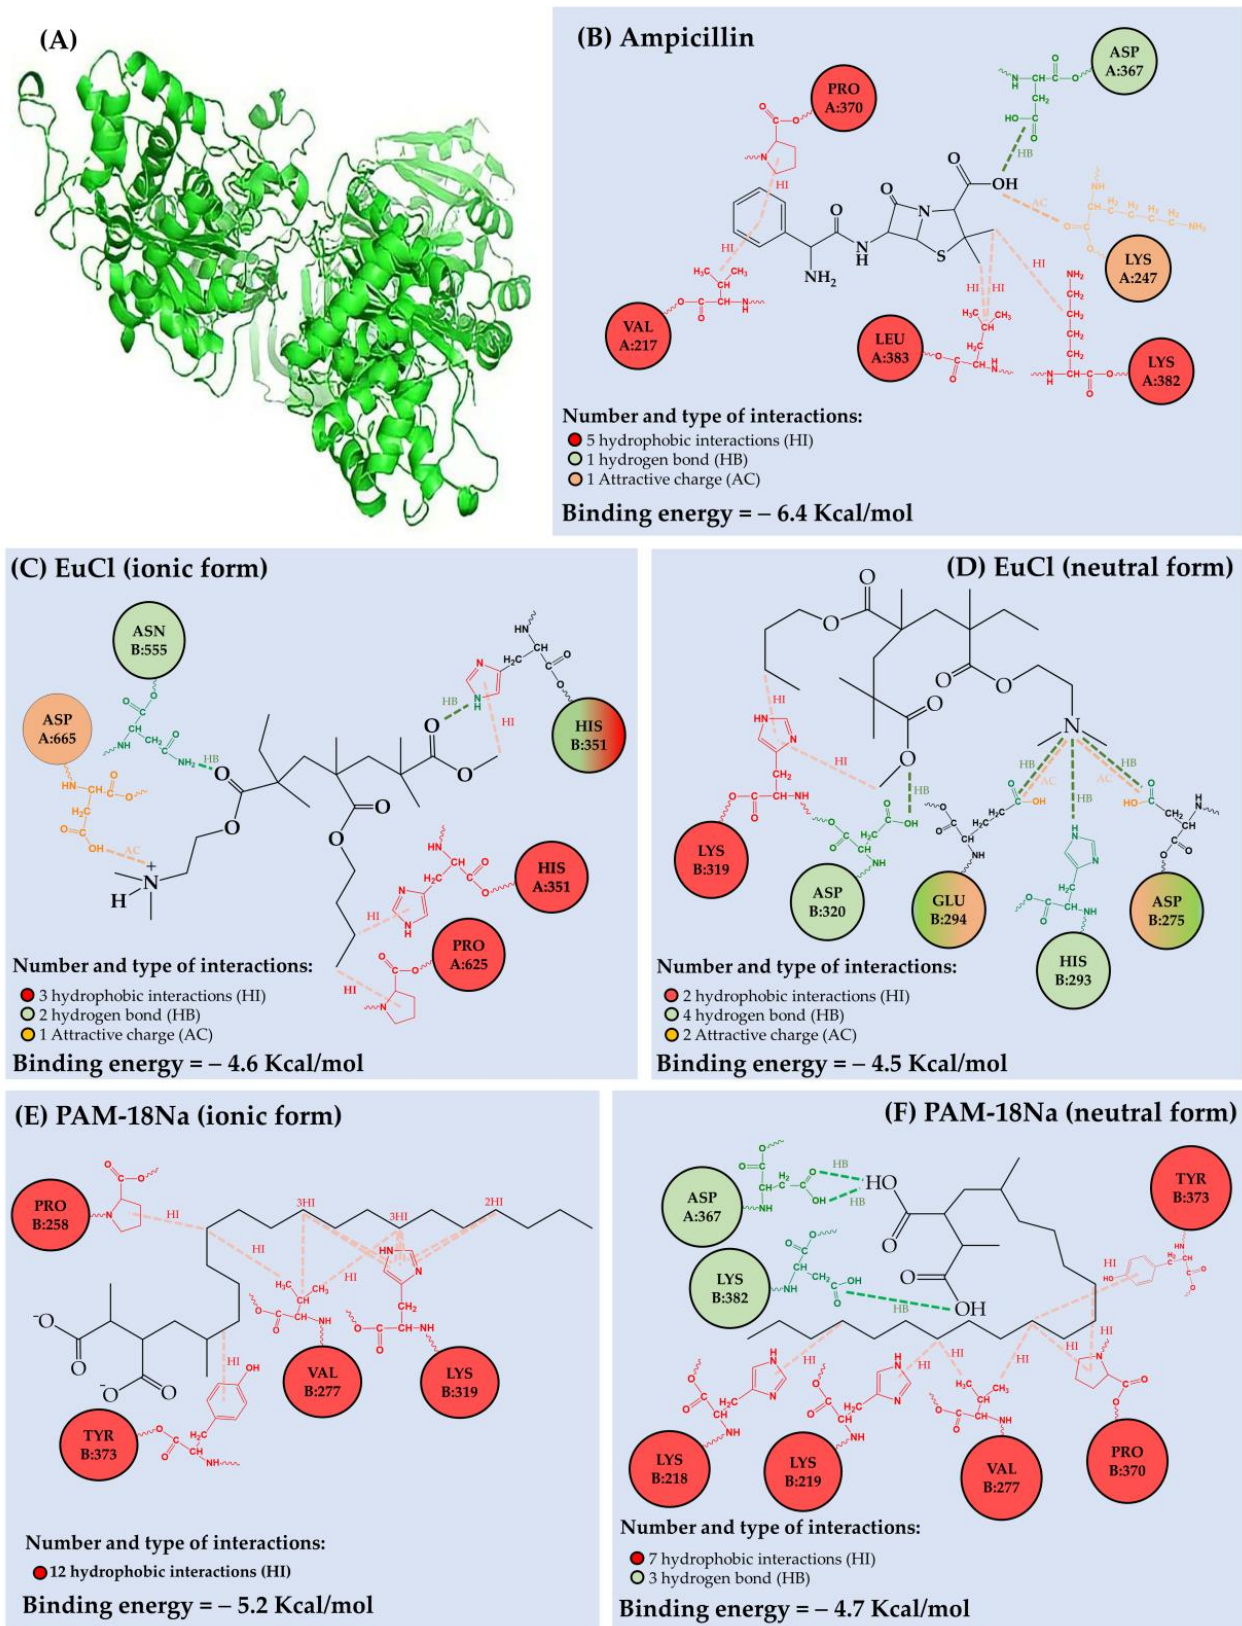 (A)
(B) Ampicillin
PRO
A:370
ASP
A:367
LYS
A:247
VAL
A:217
LEU
A:383
LYS
A:382
HB
AC
HI
HI
HI
HI
HI
OH
NH₂
Number and type of interactions:
5 hydrophobic interactions (HI)
1 hydrogen bond (HB)
1 Attractive charge (AC)
Binding energy = – 6.4 Kcal/mol
(C) EuCl (ionic form)
ASN
B:555
ASP
A:665
HIS
B:351
HIS
A:351
PRO
A:625
HB
HB
HI
AC
HI
HI
Number and type of interactions:
3 hydrophobic interactions (HI)
2 hydrogen bond (HB)
1 Attractive charge (AC)
Binding energy = – 4.6 Kcal/mol
(D) EuCl (neutral form)
LYS
B:319
ASP
B:320
GLU
B:294
HIS
B:293
ASP
B:275
HI
HI
HB
HB
AC
HB
AC
HB
Number and type of interactions:
2 hydrophobic interactions (HI)
4 hydrogen bond (HB)
2 Attractive charge (AC)
Binding energy = – 4.5 Kcal/mol
(E) PAM-18Na (ionic form)
PRO
B:258
VAL
B:277
LYS
B:319
TYR
B:373
HI
3HI
3HI
2HI
HI
HI
HI
Number and type of interactions:
12 hydrophobic interactions (HI)
Binding energy = – 5.2 Kcal/mol
(F) PAM-18Na (neutral form)
ASP
A:367
LYS
B:382
TYR
B:373
LYS
B:218
LYS
B:219
VAL
B:277
PRO
B:370
HB
HB
HB
HI
HI
HI
HI
HI
HI
HI
Number and type of interactions:
7 hydrophobic interactions (HI)
3 hydrogen bond (HB)
Binding energy = – 4.7 Kcal/mol